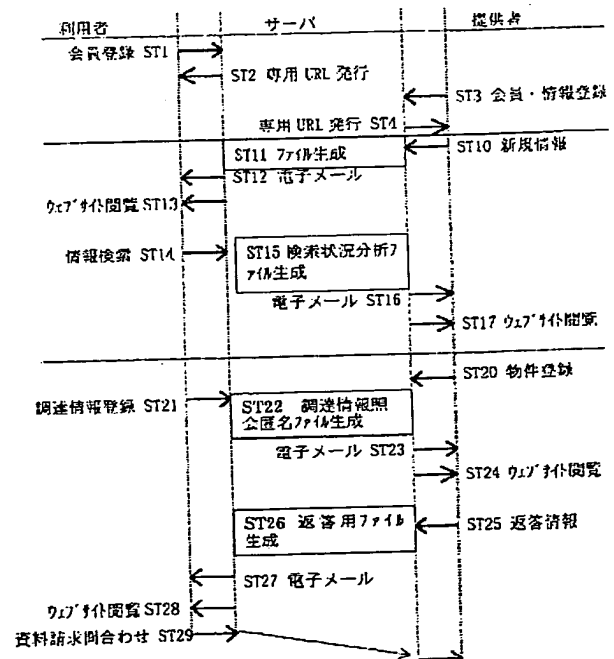 利用者 サーバ 提供者
会員登録 ST1
ST2 専用 URL 発行
ST3 会員・情報登録
専用 URL 発行 ST4
ST11 ファイル生成
ST10 新規情報
ST12 電子メール
ウェブサイト閲覧 ST13
情報検索 ST14
ST15 検索状況分析フ
ァイル生成
電子メール ST16
ST17 ウェブサイト閲覧
ST20 物件登録
調達情報登録 ST21
ST22 調達情報照
会匿名ファイル生成
電子メール ST23
ST24 ウェブサイト閲覧
ST26 返答用ファイル
生成
ST25 返答情報
ST27 電子メール
ウェブサイト閲覧 ST28
資料請求問合わせ ST29